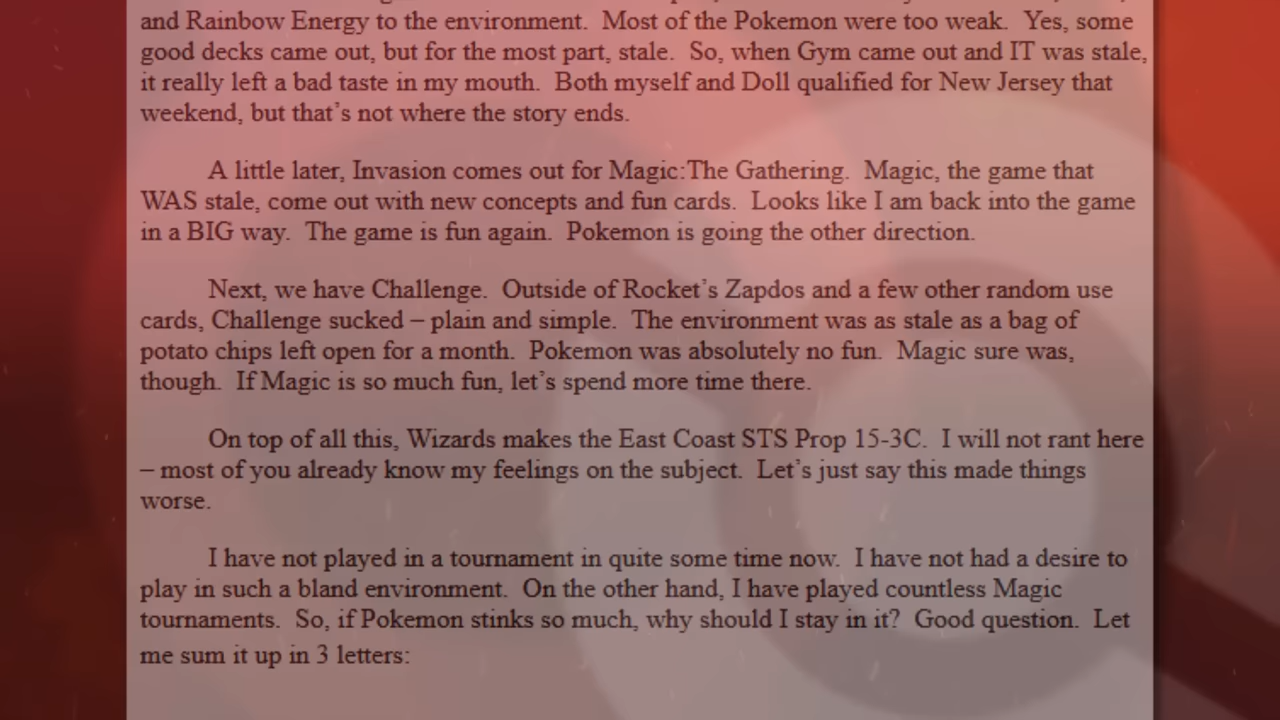 and Rainbow Energy to the environment.  Most of the Pokemon were too weak.  Yes, some
good decks came out, but for the most part, stale.  So, when Gym came out and IT was stale,
it really left a bad taste in my mouth.  Both myself and Doll qualified for New Jersey that
weekend, but that's not where the story ends.
A little later, Invasion comes out for Magic:The Gathering.  Magic, the game that
WAS stale, come out with new concepts and fun cards.  Looks like I am back into the game
in a BIG way.  The game is fun again.  Pokemon is going the other direction.
Next, we have Challenge.  Outside of Rocket's Zapdos and a few other random use
cards, Challenge sucked – plain and simple.  The environment was as stale as a bag of
potato chips left open for a month.  Pokemon was absolutely no fun.  Magic sure was,
though.  If Magic is so much fun, let's spend more time there.
On top of all this, Wizards makes the East Coast STS Prop 15-3C.  I will not rant here
– most of you already know my feelings on the subject.  Let's just say this made things
worse.
I have not played in a tournament in quite some time now.  I have not had a desire to
play in such a bland environment.  On the other hand, I have played countless Magic
tournaments.  So, if Pokemon stinks so much, why should I stay in it?  Good question.  Let
me sum it up in 3 letters: